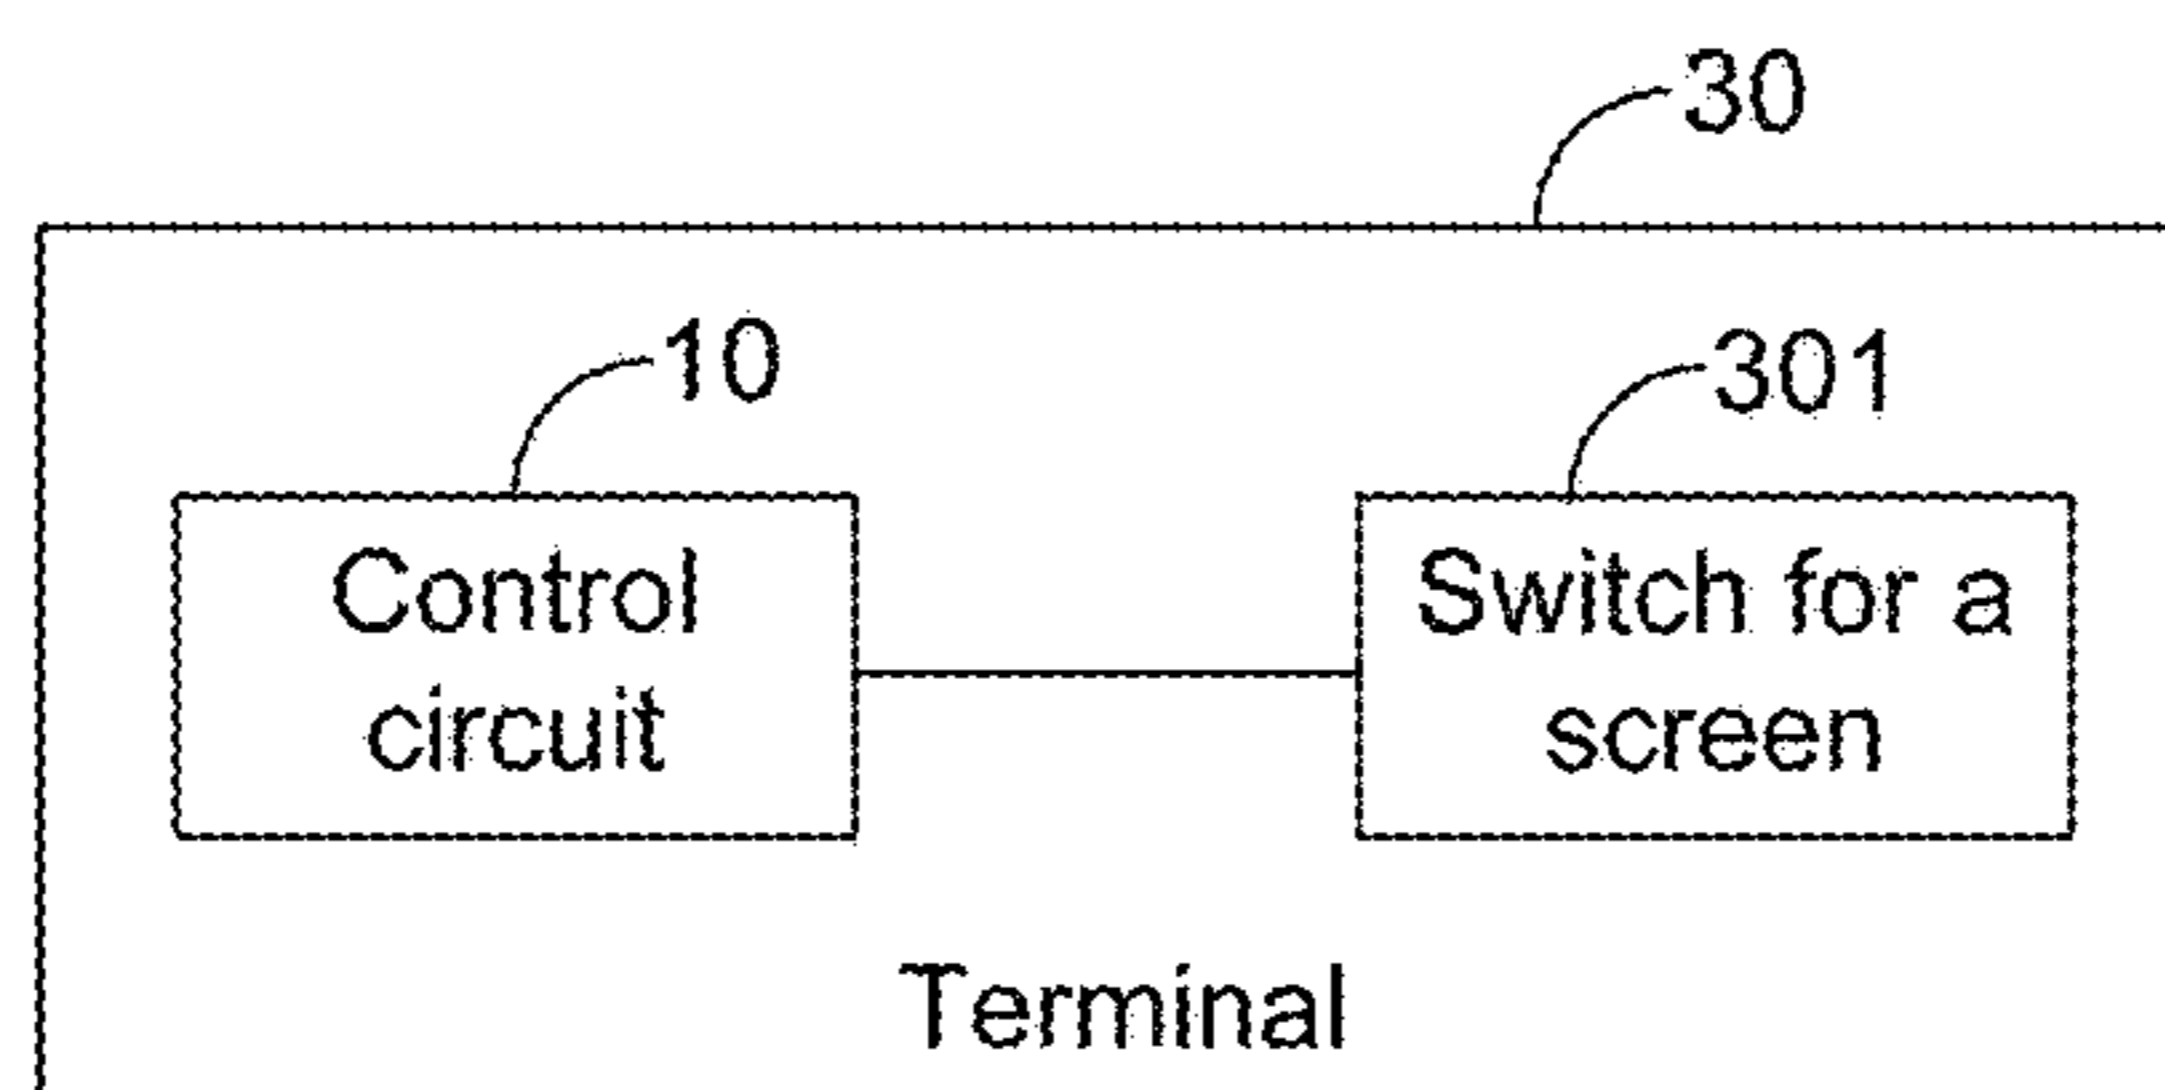 30
10
301
Control
circuit
Switch for a
screen
Terminal